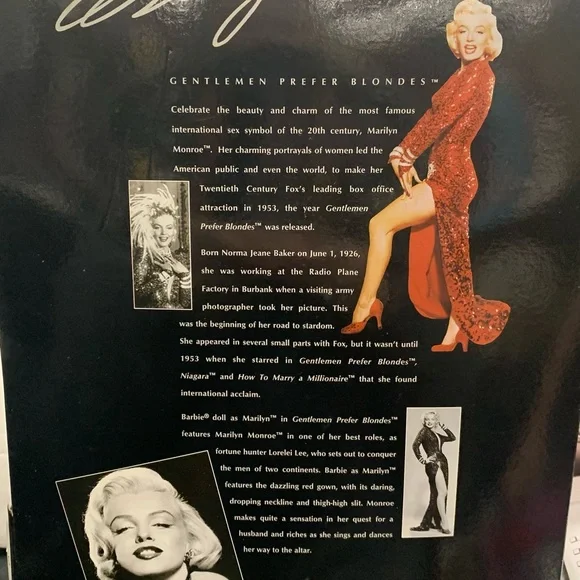 GENTLEMEN PREFER BLONDES™
Celebrate the beauty and charm of the most famous
international sex symbol of the 20th century, Marilyn
Monroe™. Her charming portrayals of women led the
American public and even the world, to make her
Twentieth Century Fox's leading box office
attraction in 1953, the year Gentlemen
Prefer Blondes™ was released.
Born Norma Jeane Baker on June 1, 1926,
she was working at the Radio Plane
Factory in Burbank when a visiting army
photographer took her picture. This
was the beginning of her road to stardom.
She appeared in several small parts with Fox, but it wasn't until
1953 when she starred in Gentlemen Prefer Blondes™,
Niagara™ and How To Marry a Millionaire™ that she found
international acclaim.
Barbie® doll as Marilyn™ in Gentlemen Prefer Blondes™
features Marilyn Monroe™ in one of her best roles, as
fortune hunter Lorelei Lee, who sets out to conquer
the men of two continents. Barbie as Marilyn™
features the dazzling red gown, with its daring,
dropping neckline and thigh-high slit. Monroe
makes quite a sensation in her quest for a
husband and riches as she sings and dances
her way to the altar.